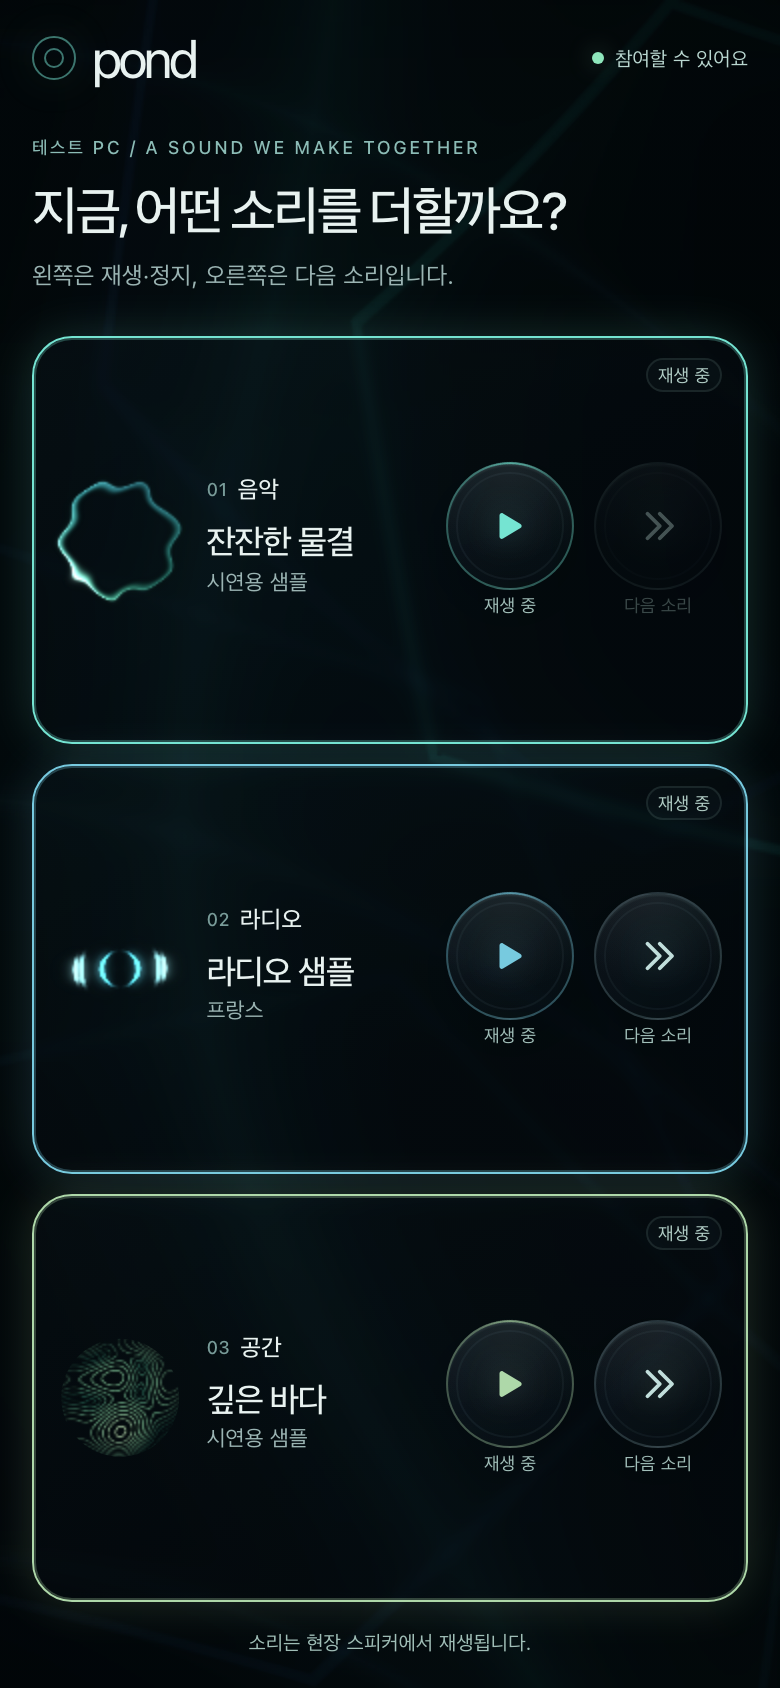 pond
참여할 수 있어요
테스트 PC / A SOUND WE MAKE TOGETHER
지금, 어떤 소리를 더할까요?
왼쪽은 재생·정지, 오른쪽은 다음 소리입니다.
재생 중
01 음악
잔잔한 물결
시연용 샘플
재생 중
다음 소리
재생 중
02 라디오
라디오 샘플
프랑스
재생 중
다음 소리
재생 중
03 공간
깊은 바다
시연용 샘플
재생 중
다음 소리
소리는 현장 스피커에서 재생됩니다.